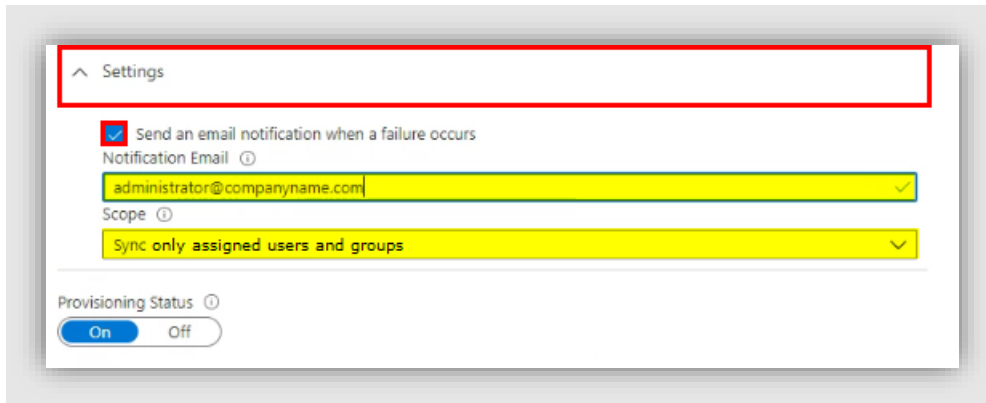 Settings
Send an email notification when a failure occurs
Notification Email
administrator@companyname.com
Scope
Sync only assigned users and groups
Provisioning Status
On Off